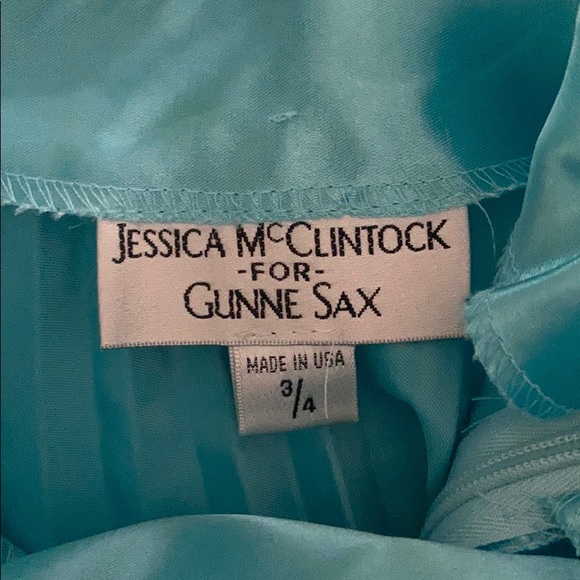 JESSICA MCCLINTOCK
-FOR-
GUNNE SAX
MADE IN USA
3/4